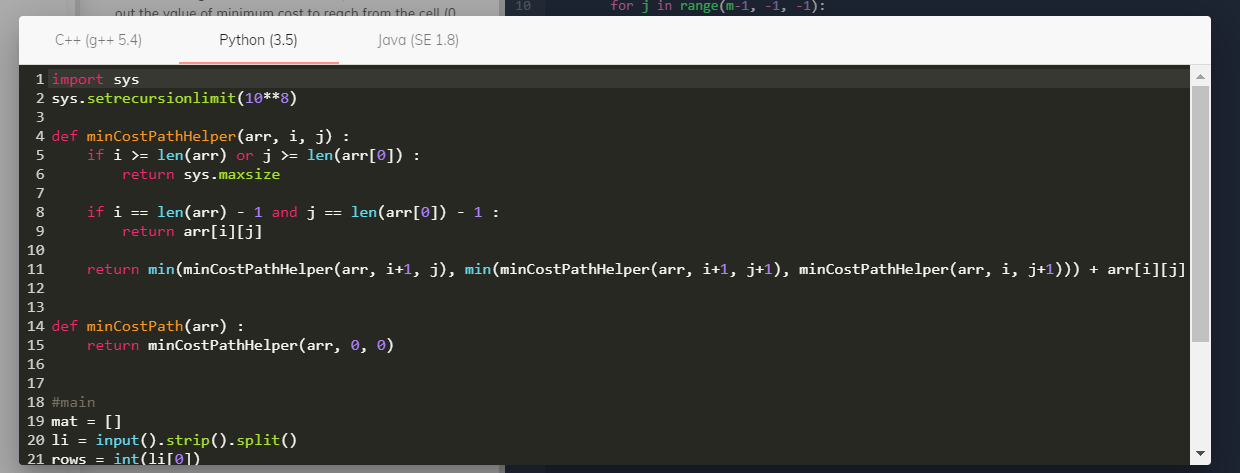 out the value of minimum cost to reach from the cell (0,
10 for j in range(m-1, -1, -1):
C++ (g++ 5.4) Python (3.5) Java (SE 1.8)
1 import sys
2 sys.setrecursionlimit(10**8)
3
4 def minCostPathHelper(arr, i, j) :
5     if i >= len(arr) or j >= len(arr[0]) :
6         return sys.maxsize
7
8     if i == len(arr) - 1 and j == len(arr[0]) - 1 :
9         return arr[i][j]
10
11     return min(minCostPathHelper(arr, i+1, j), min(minCostPathHelper(arr, i+1, j+1), minCostPathHelper(arr, i, j+1))) + arr[i][j]
12
13
14 def minCostPath(arr) :
15     return minCostPathHelper(arr, 0, 0)
16
17
18 #main
19 mat = []
20 li = input().strip().split()
21 rows = int(li[0])